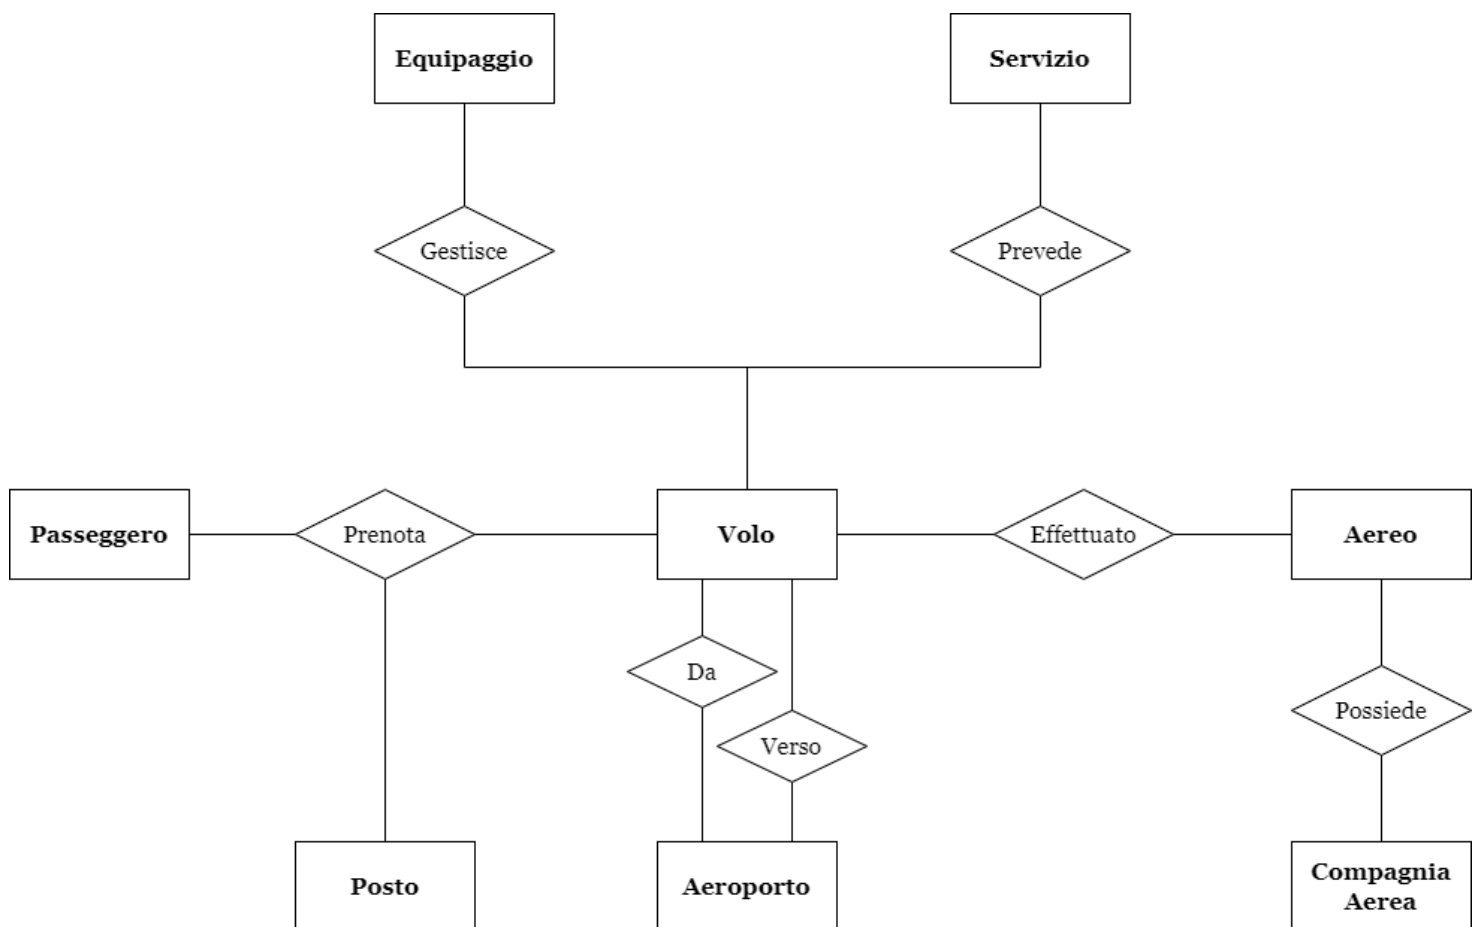 Equipaggio
Servizio
Gestisce
Prevede
Passeggero
Prenota
Volo
Effettuato
Aereo
Da
Verso
Possiede
Posto
Aeroporto
Compagnia
Aerea